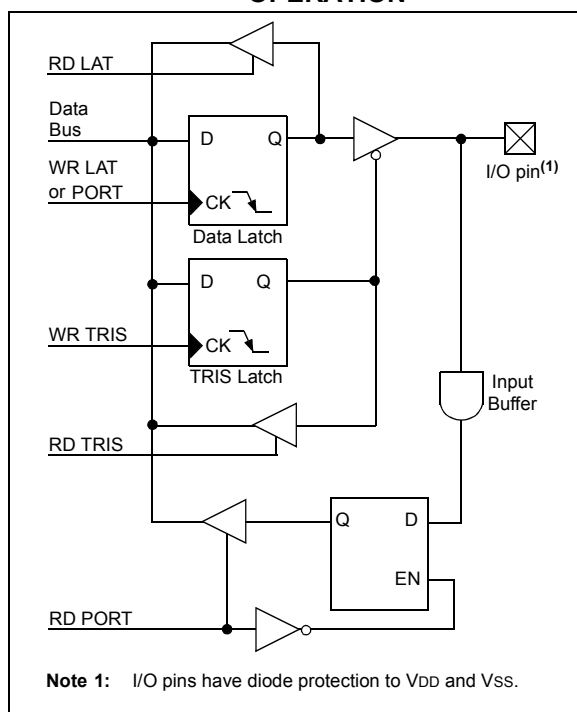 OPERATION
RD LAT
Data
Bus
D Q
WR LAT
or PORT
CK
Data Latch
I/O pin(1)
D Q
WR TRIS
CK
TRIS Latch
Input
Buffer
RD TRIS
Q D
EN
RD PORT
Note 1: I/O pins have diode protection to VDD and VSS.